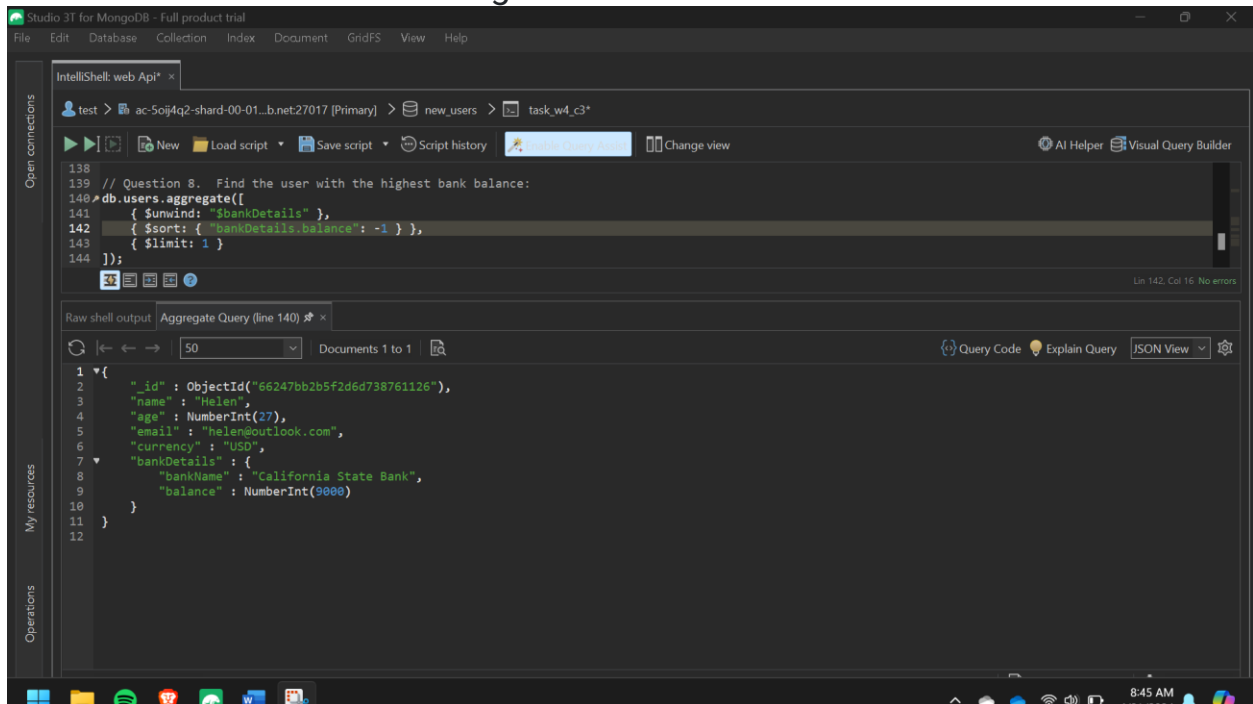 Studio 3T for MongoDB - Full product trial
File Edit Database Collection Index Document GridFS View Help
IntelliShell: web Api* ×
test > ac-5oij4q2-shard-00-01...b.net:27017 [Primary] > new_users > task_w4_c3*
New Load script Save script Script history Enable Query Assist Change view AI Helper Visual Query Builder
138
139 // Question 8. Find the user with the highest bank balance:
140 db.users.aggregate([
141 { $unwind: "$bankDetails" },
142 { $sort: { "bankDetails.balance": -1 } },
143 { $limit: 1 }
144 ]);
Lin 142, Col 16 No errors
Raw shell output Aggregate Query (line 140) ×
50 Documents 1 to 1 Query Code Explain Query JSON View
1 {
2 "_id" : ObjectId("66247bb2b5f2d6d738761126"),
3 "name" : "Helen",
4 "age" : NumberInt(27),
5 "email" : "helen@outlook.com",
6 "currency" : "USD",
7 "bankDetails" : {
8 "bankName" : "California State Bank",
9 "balance" : NumberInt(9000)
10 }
11 }
12
Open connections
My resources
Operations
8:45 AM